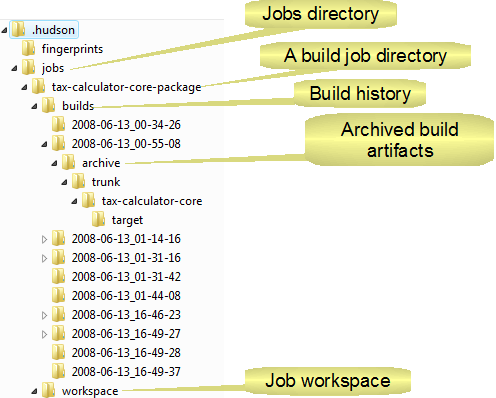 .hudson
Jobs directory
fingerprints
jobs
A build job directory
tax-calculator-core-package
builds
Build history
2008-06-13_00-34-26
2008-06-13_00-55-08
Archived build
artifacts
archive
trunk
tax-calculator-core
target
2008-06-13_01-14-16
2008-06-13_01-31-16
2008-06-13_01-31-42
2008-06-13_01-44-08
2008-06-13_16-46-23
2008-06-13_16-49-27
2008-06-13_16-49-28
2008-06-13_16-49-37
workspace
Job workspace